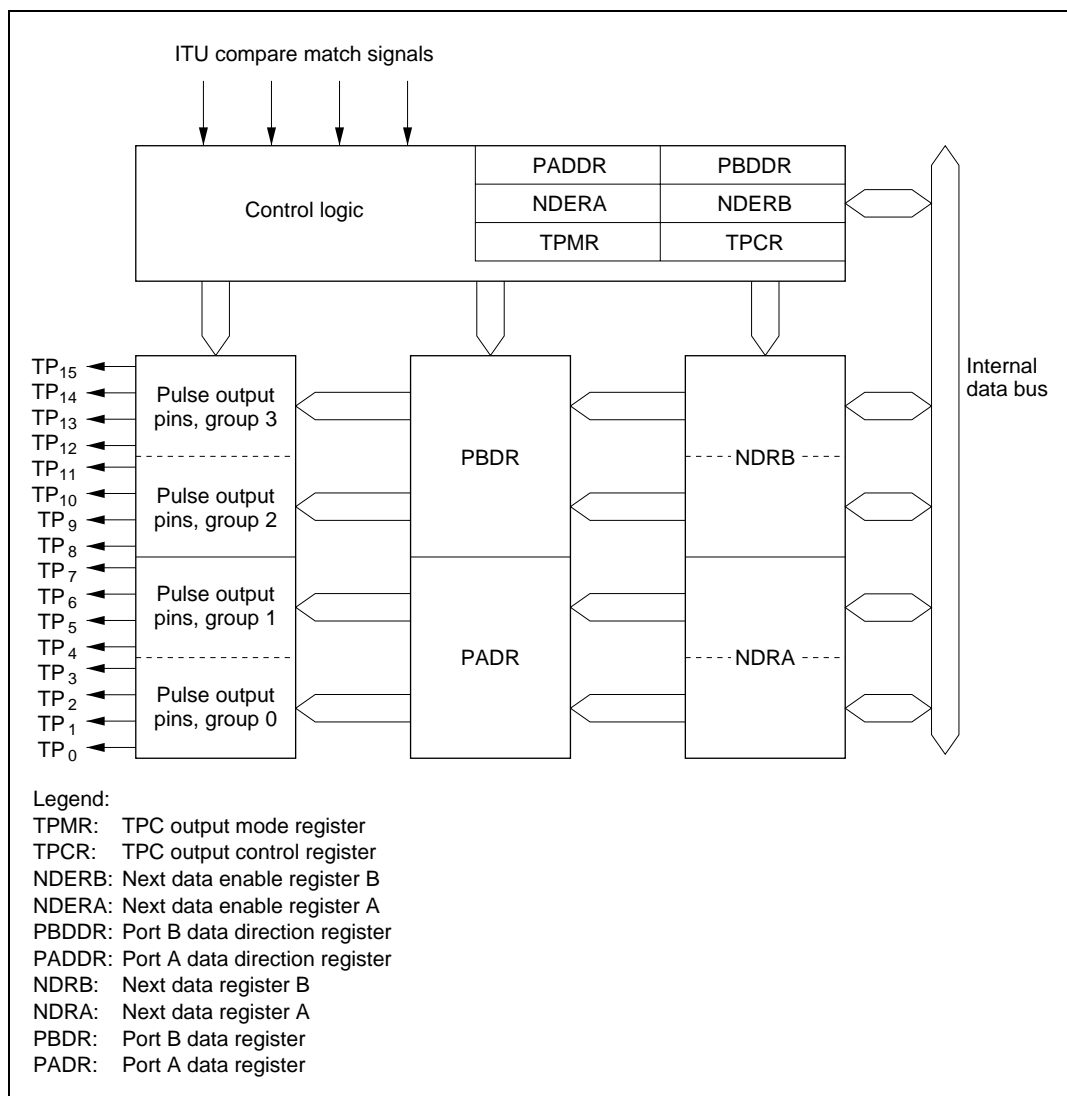 ITU compare match signals
Control logic
PADDR PBDDR
NDERA NDERB
TPMR TPCR
Internal
data bus
TP15
TP14
TP13
TP12
TP11
TP10
TP9
TP8
TP7
TP6
TP5
TP4
TP3
TP2
TP1
TP0
Pulse output
pins, group 3
Pulse output
pins, group 2
Pulse output
pins, group 1
Pulse output
pins, group 0
PBDR
PADR
NDRB
NDRA
Legend:
TPMR: TPC output mode register
TPCR: TPC output control register
NDERB: Next data enable register B
NDERA: Next data enable register A
PBDDR: Port B data direction register
PADDR: Port A data direction register
NDRB: Next data register B
NDRA: Next data register A
PBDR: Port B data register
PADR: Port A data register